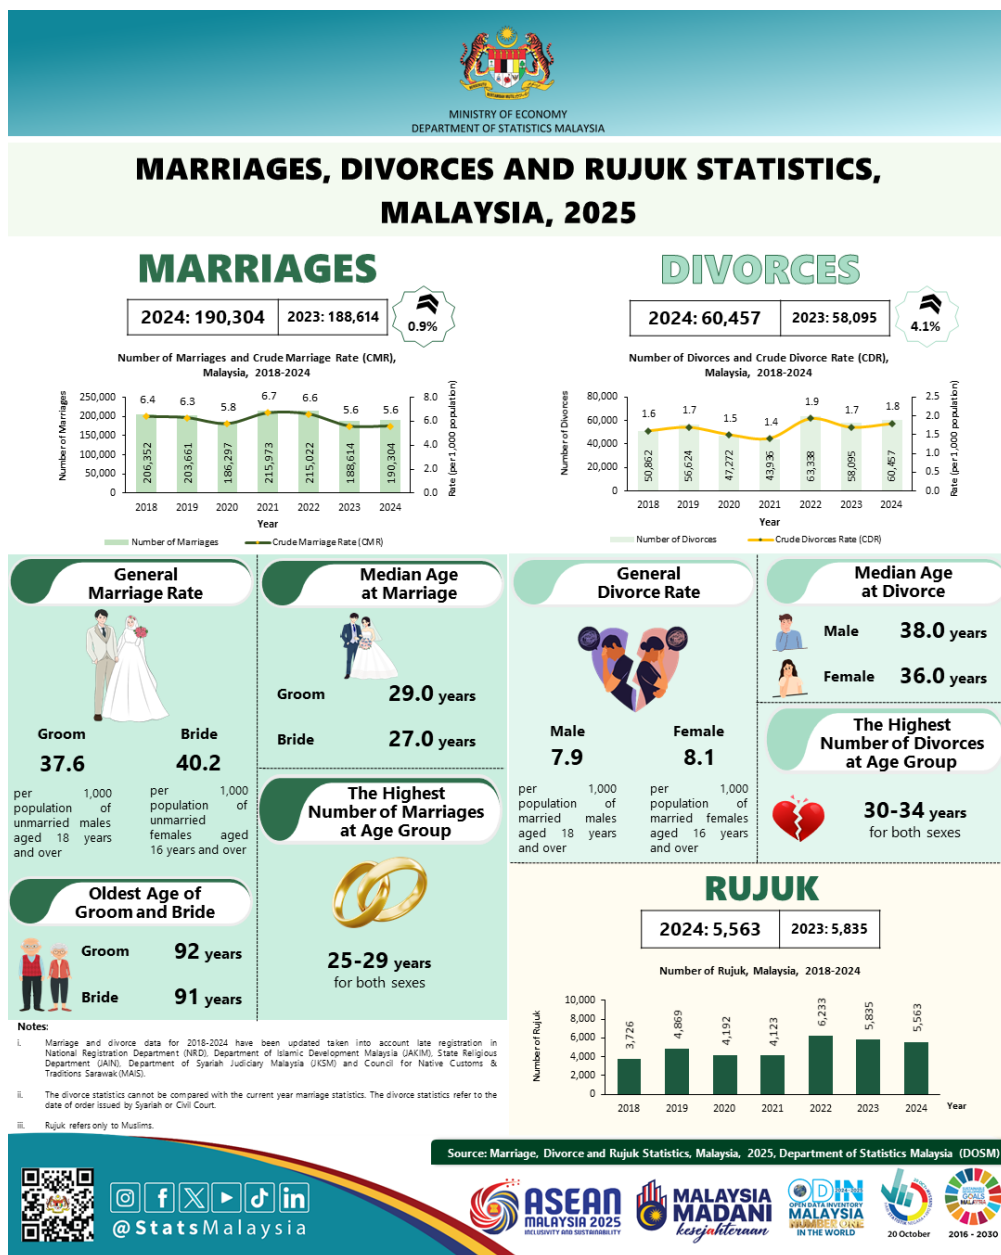 MINISTRY OF ECONOMY
DEPARTMENT OF STATISTICS MALAYSIA
MARRIAGES, DIVORCES AND RUJUK STATISTICS,
MALAYSIA, 2025
MARRIAGES
2024: 190,304
2023: 188,614
0.9%
Number of Marriages and Crude Marriage Rate (CMR),
Malaysia, 2018-2024
Number of Marriages
250,000
200,000
150,000
100,000
50,000
0
6.4
6.3
5.8
6.7
6.6
5.6
5.6
206,352
203,661
186,297
215,973
215,022
188,614
190,304
8.0
6.0
4.0
2.0
0.0
Rate (per 1,000 population)
2018
2019
2020
2021
2022
2023
2024
Year
Number of Marriages
Crude Marriage Rate (CMR)
DIVORCES
2024: 60,457
2023: 58,095
4.1%
Number of Divorces and Crude Divorce Rate (CDR),
Malaysia, 2018-2024
Number of Divorces
80,000
60,000
40,000
20,000
0
1.6
1.7
1.5
1.4
1.9
1.7
1.8
50,862
56,624
47,272
43,936
63,338
58,095
60,457
2.5
2.0
1.5
1.0
0.5
0.0
Rate (per 1,000 population)
2018
2019
2020
2021
2022
2023
2024
Year
Number of Divorces
Crude Divorces Rate (CDR)
General
Marriage Rate
Groom
37.6
per 1,000
population of
unmarried males
aged 18 years
and over
Bride
40.2
per 1,000
population of
unmarried
females aged
16 years and over
Oldest Age of
Groom and Bride
Groom
92 years
Bride
91 years
Median Age
at Marriage
Groom
29.0 years
Bride
27.0 years
The Highest
Number of Marriages
at Age Group
25-29 years
for both sexes
General
Divorce Rate
Male
7.9
per 1,000
population of
married males
aged 18 years
and over
Female
8.1
per 1,000
population of
married females
aged 16 years
and over
Median Age
at Divorce
Male
38.0 years
Female
36.0 years
The Highest
Number of Divorces
at Age Group
30-34 years
for both sexes
RUJUK
2024: 5,563
2023: 5,835
Number of Rujuk, Malaysia, 2018-2024
Number of Rujuk
10,000
8,000
6,000
4,000
2,000
0
3,726
4,869
4,192
4,123
6,233
5,835
5,563
2018
2019
2020
2021
2022
2023
2024
Year
Notes:
i. Marriage and divorce data for 2018-2024 have been updated taken into account late registration in
National Registration Department (NRD), Department of Islamic Development Malaysia (JAKIM), State Religious
Department (JAIN), Department of Syariah Judiciary Malaysia (JKSM) and Council for Native Customs &
Traditions Sarawak (MAIS).
ii. The divorce statistics cannot be compared with the current year marriage statistics. The divorce statistics refer to the
date of order issued by Syariah or Civil Court.
iii. Rujuk refers only to Muslims.
Source: Marriage, Divorce and Rujuk Statistics, Malaysia, 2025, Department of Statistics Malaysia (DOSM)
@StatsMalaysia
ASEAN
MALAYSIA 2025
INCLUSIVITY AND SUSTAINABILITY
MALAYSIA
MADANI
kesejahteraan
ODIN
OPEN DATA INVENTORY
MALAYSIA
NUMBER ONE
IN THE WORLD
20 October
GOALS
MALAYSIA
2016 - 2030